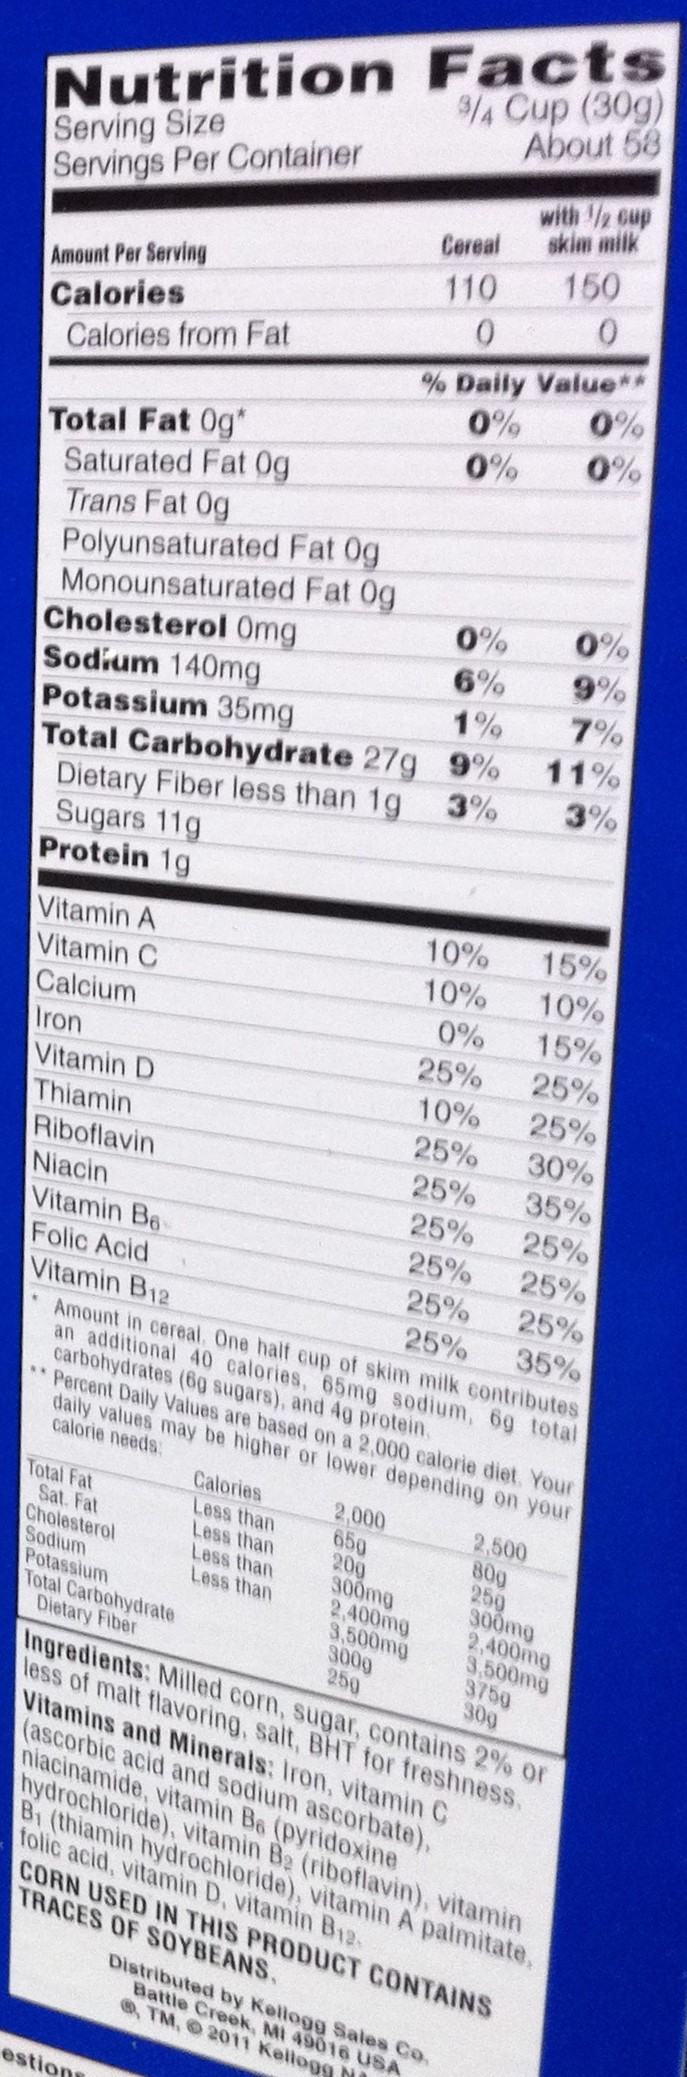 Nutrition Facts
Serving Size 3/4 Cup (30g)
Servings Per Container About 58
Amount Per Serving Cereal with 1/2 cup skim milk
Calories 110 150
Calories from Fat 0 0
% Daily Value**
Total Fat 0g* 0% 0%
Saturated Fat 0g 0% 0%
Trans Fat 0g
Polyunsaturated Fat 0g
Monounsaturated Fat 0g
Cholesterol 0mg 0% 0%
Sodium 140mg 6% 9%
Potassium 35mg 1% 7%
Total Carbohydrate 27g 9% 11%
Dietary Fiber less than 1g 3% 3%
Sugars 11g
Protein 1g
Vitamin A 10% 15%
Vitamin C 10% 10%
Calcium 0% 15%
Iron 25% 25%
Vitamin D 10% 25%
Thiamin 25% 30%
Riboflavin 25% 35%
Niacin 25% 25%
Vitamin B6 25% 25%
Folic Acid 25% 25%
Vitamin B12 25% 35%
* Amount in cereal. One half cup of skim milk contributes
an additional 40 calories, 65mg sodium, 6g total
carbohydrates (6g sugars), and 4g protein.
** Percent Daily Values are based on a 2,000 calorie diet. Your
daily values may be higher or lower depending on your
calorie needs:
Calories 2,000 2,500
Total Fat Less than 65g 80g
Sat. Fat Less than 20g 25g
Cholesterol Less than 300mg 300mg
Sodium Less than 2,400mg 2,400mg
Potassium 3,500mg 3,500mg
Total Carbohydrate 300g 375g
Dietary Fiber 25g 30g
Ingredients: Milled corn, sugar, contains 2% or
less of malt flavoring, salt, BHT for freshness.
Vitamins and Minerals: Iron, vitamin C
(ascorbic acid and sodium ascorbate),
niacinamide, vitamin B6 (pyridoxine
hydrochloride), vitamin B2 (riboflavin), vitamin
B1 (thiamin hydrochloride), vitamin A palmitate,
folic acid, vitamin D, vitamin B12.
CORN USED IN THIS PRODUCT CONTAINS
TRACES OF SOYBEANS.
Distributed by Kellogg Sales Co.
Battle Creek, MI 49016 USA
®, TM, © 2011 Kellogg NA
estions